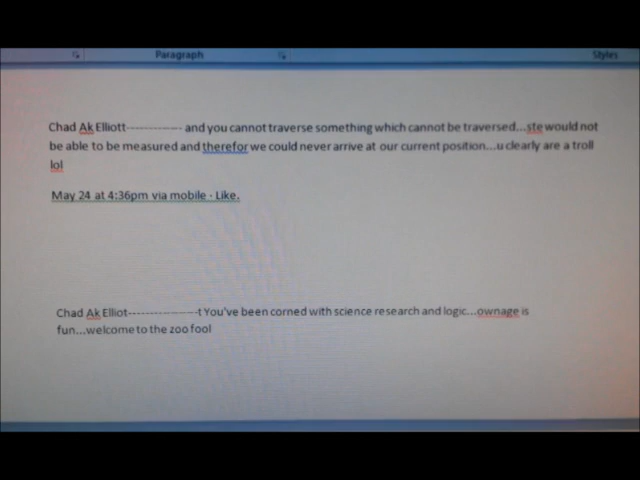 Paragraph
Styles
Chad Ak Elliott--------------- and you cannot traverse something which cannot be traversed...ste would not
be able to be measured and therefor we could never arrive at our current position...u clearly are a troll
lol
May 24 at 4:36pm via mobile · Like.
Chad Ak Elliot------------------t You've been corned with science research and logic...ownage is
fun...welcome to the zoo fool